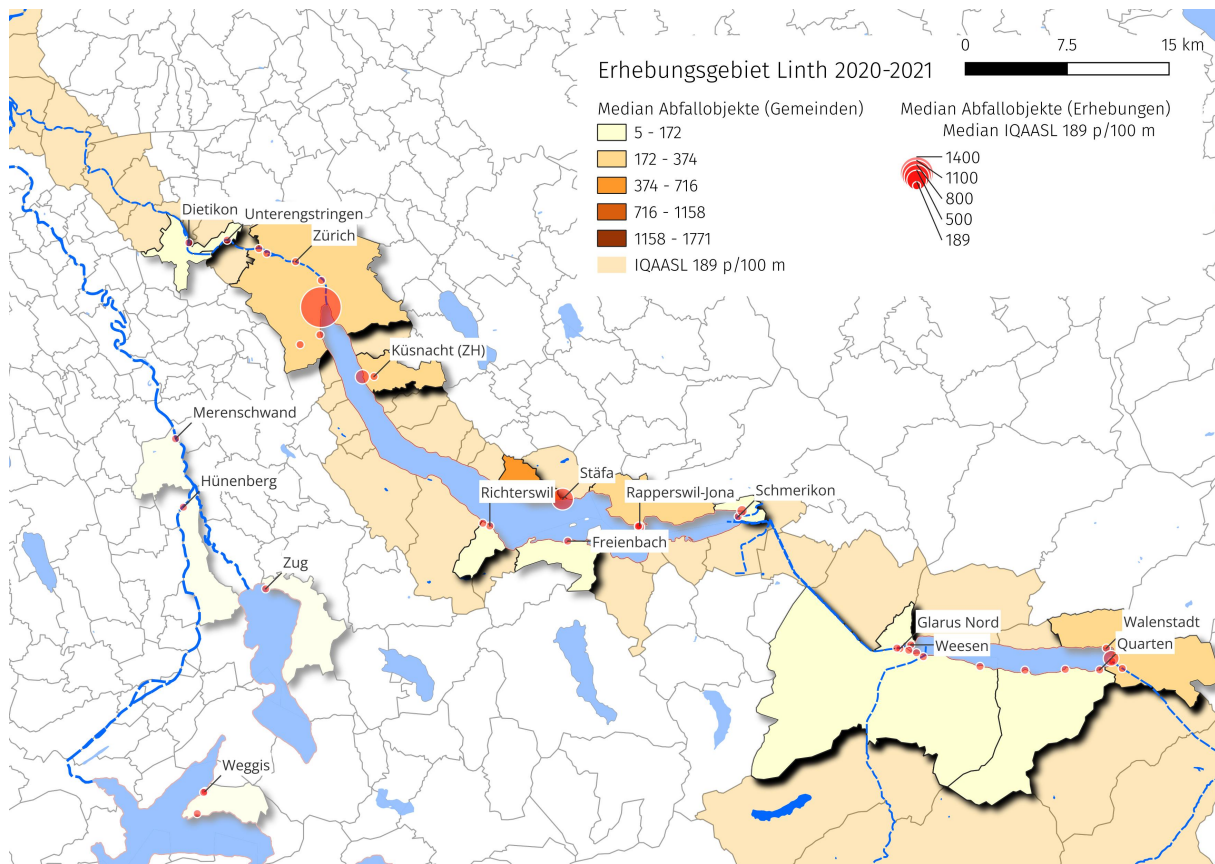 0 7.5 15 km
Erhebungsgebiet Linth 2020-2021
Median Abfallobjekte (Gemeinden)
5 - 172
172 - 374
374 - 716
716 - 1158
1158 - 1771
IQAASL 189 p/100 m
Median Abfallobjekte (Erhebungen)
Median IQAASL 189 p/100 m
1400
1100
800
500
189
Dietikon
Unterengstringen
Zürich
Küsnacht (ZH)
Merenschwand
Hünenberg
Stäfa
Richterswil
Rapperswil-Jona
Schmerikon
Freienbach
Zug
Glarus Nord
Walenstadt
Weesen
Quarten
Weggis